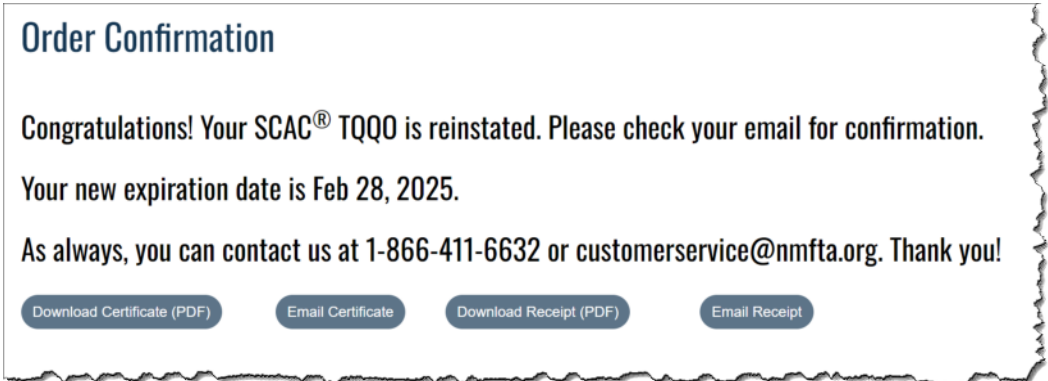 Order Confirmation
Congratulations! Your SCAC® TQQO is reinstated. Please check your email for confirmation.
Your new expiration date is Feb 28, 2025.
As always, you can contact us at 1-866-411-6632 or customerservice@nmfta.org. Thank you!
Download Certificate (PDF) Email Certificate Download Receipt (PDF) Email Receipt